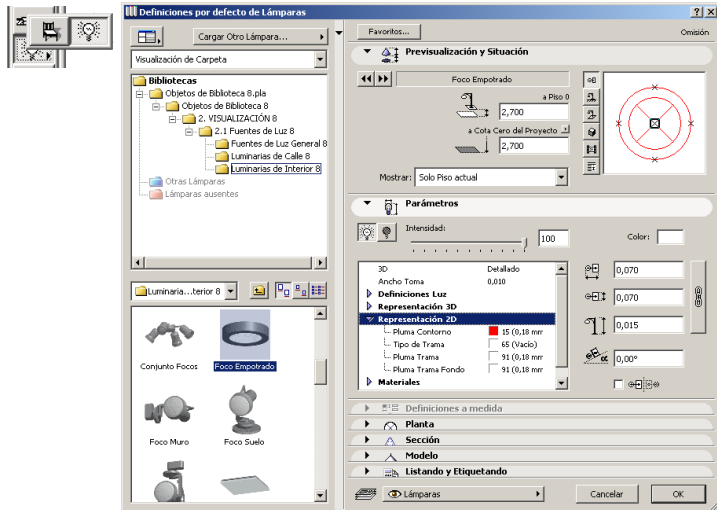 Definiciones por defecto de Lámparas
Cargar Otro Lámpara...
Visualización de Carpeta
Bibliotecas
Objetos de Biblioteca 8.pla
Objetos de Biblioteca 8
2. VISUALIZACIÓN 8
2.1 Fuentes de Luz 8
Fuentes de Luz General 8
Luminarias de Calle 8
Luminarias de Interior 8
Otras Lámparas
Lámparas ausentes
Luminaria...terior 8
Conjunto Focos
Foco Empotrado
Foco Muro
Foco Suelo
Favoritos...
Omisión
Previsualización y Situación
Foco Empotrado
a Piso 0
2,700
a Cota Cero del Proyecto
2,700
Mostrar:
Solo Piso actual
Parámetros
Intensidad:
100
Color:
3D Detallado
Ancho Toma 0,010
Definiciones Luz
Representación 3D
Representación 2D
Pluma Contorno 15 (0,18 mm
Tipo de Trama 65 (Vacío)
Pluma Trama 91 (0,18 mm
Pluma Trama Fondo 91 (0,18 mm
Materiales
0,070
0,070
0,015
α 0,00°
Definiciones a medida
Planta
Sección
Modelo
Listando y Etiquetando
Lámparas
Cancelar
OK